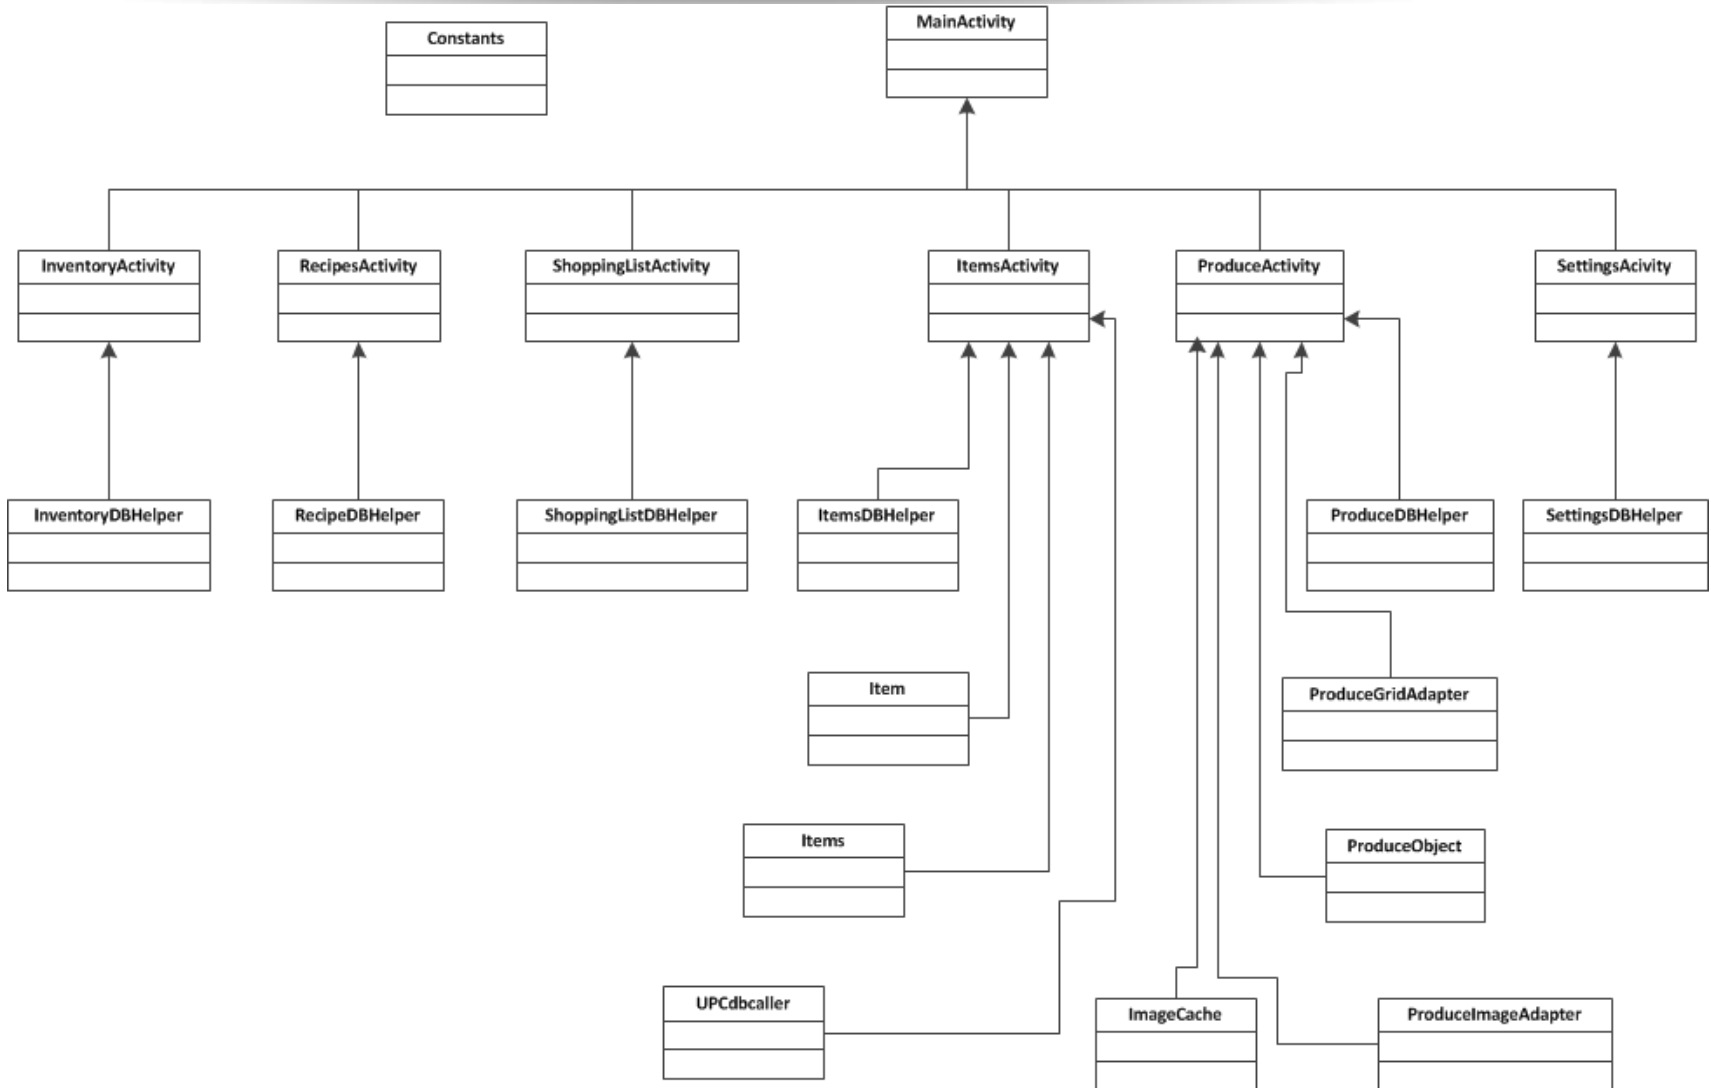 MainActivity
Constants
InventoryActivity
RecipesActivity
ShoppingListActivity
ItemsActivity
ProduceActivity
SettingsAcivity
InventoryDBHelper
RecipeDBHelper
ShoppingListDBHelper
ItemsDBHelper
ProduceDBHelper
SettingsDBHelper
Item
ProduceGridAdapter
Items
ProduceObject
UPCdbcaller
ImageCache
ProduceImageAdapter